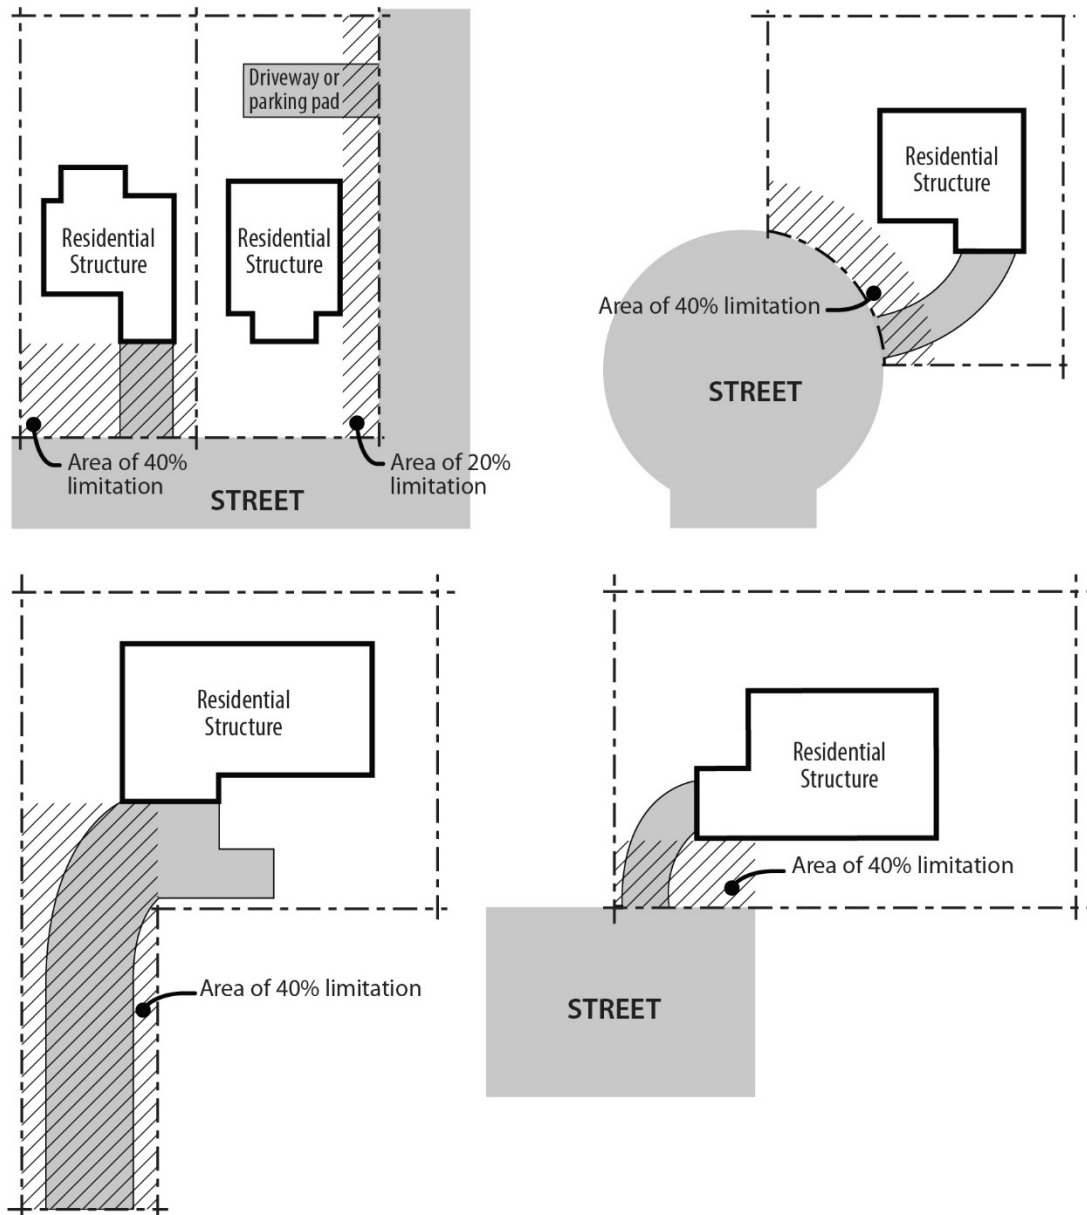 Driveway or
parking pad
Residential
Structure
Residential
Structure
Area of 40%
limitation
Area of 20%
limitation
STREET
Residential
Structure
Area of 40% limitation
STREET
Residential
Structure
Area of 40% limitation
Residential
Structure
Area of 40% limitation
STREET